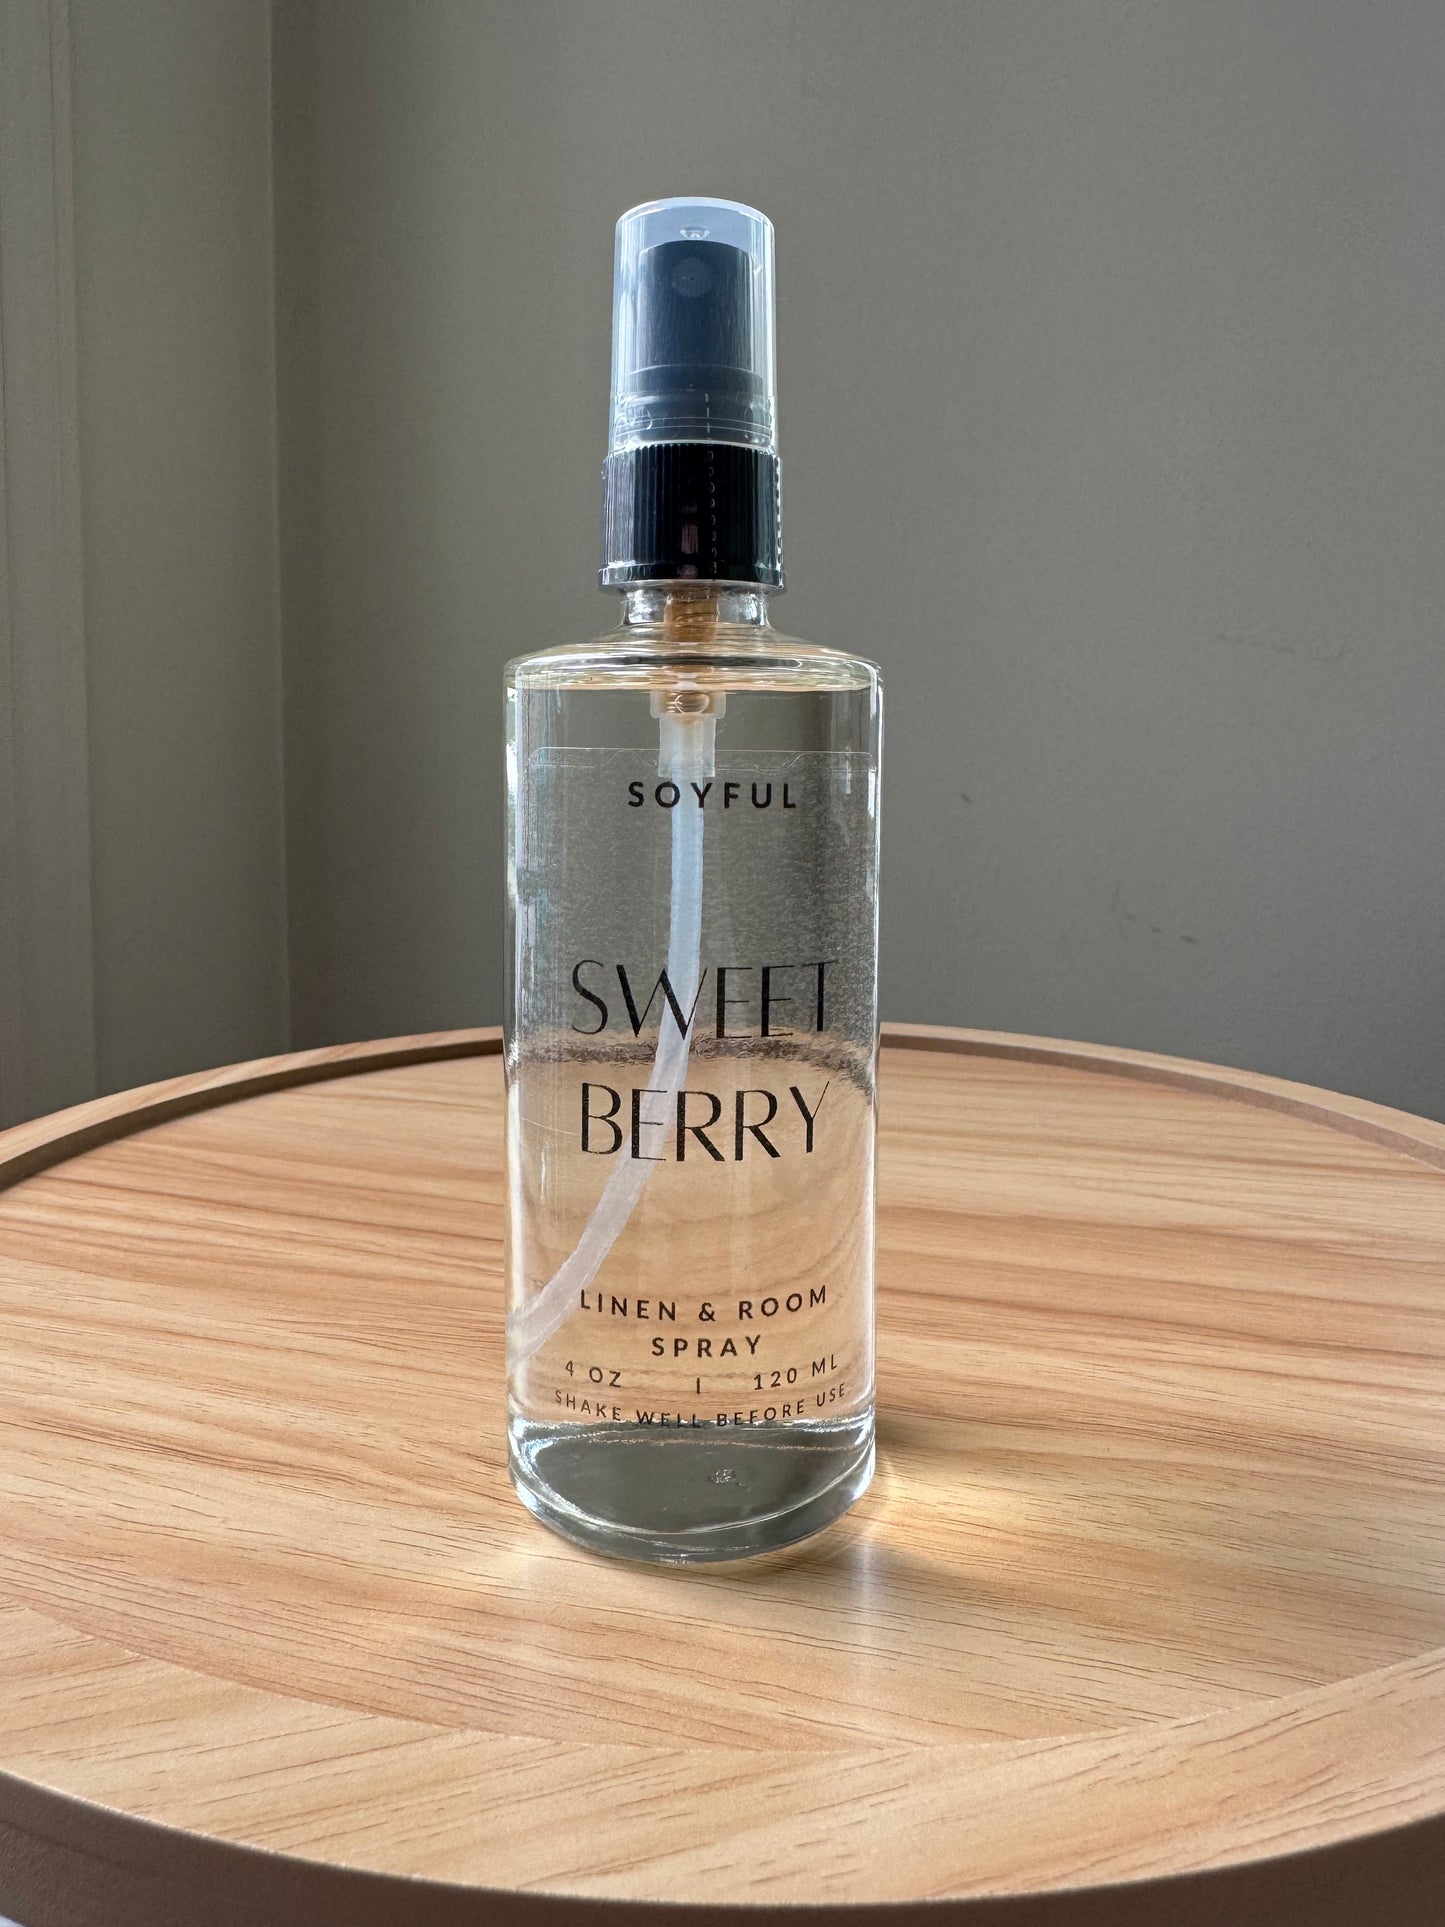 SOYFUL
SWEET
BERRY
LINEN & ROOM
SPRAY
4 OZ | 120 ML
SHAKE WELL BEFORE USE